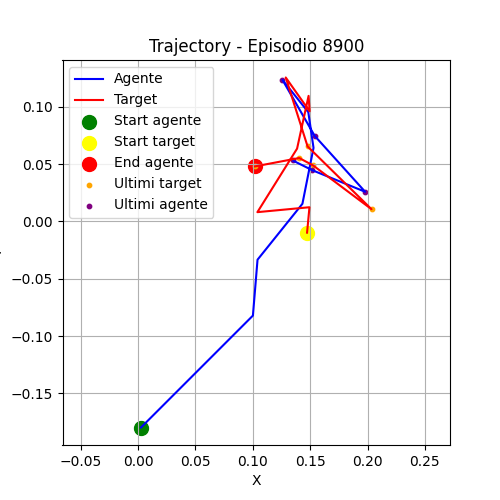 Trajectory - Episodio 8900
Agente
Target
Start agente
Start target
End agente
Ultimi target
Ultimi agente
0.10
0.05
0.00
−0.05
−0.10
−0.15
−0.05
0.00
0.05
0.10
0.15
0.20
0.25
X